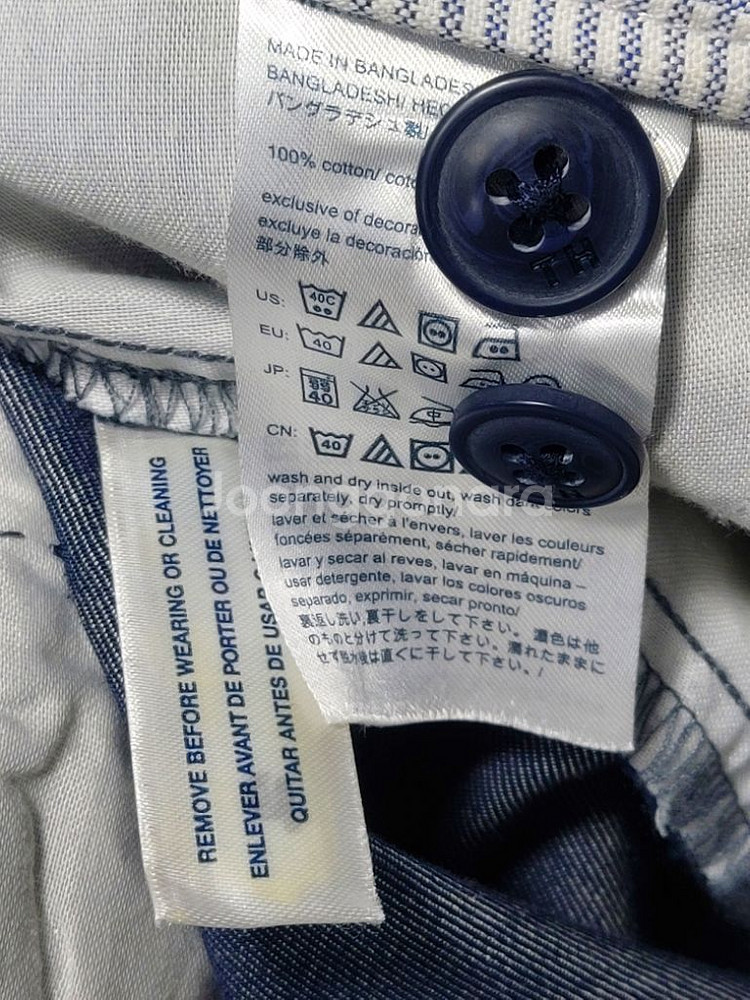 MADE IN BANGLADES
BANGLADESH/ HEC
バングラデシュ製/
100% cotton/ cot
exclusive of decora
excluye la decoración
部分除外
TH
US:
40C
EU:
40
JP:
40
CN:
40
wash and dry inside out, wash dark colors
separately, dry promptly/
laver et sécher à l'envers, laver les couleurs
foncées séparément, sécher rapidement/
lavar y secar al reves, lavar en máquina –
usar detergente, lavar los colores oscuros
separado, exprimir, secar pronto/
裏返し洗い,裏干しをして下さい。濃色は他
のものと分けて洗って下さい。濡れたままに
せず脱水後は直ぐに干して下さい。/
REMOVE BEFORE WEARING OR CLEANING
ENLEVER AVANT DE PORTER OU DE NETTOYER
QUITAR ANTES DE USAR O